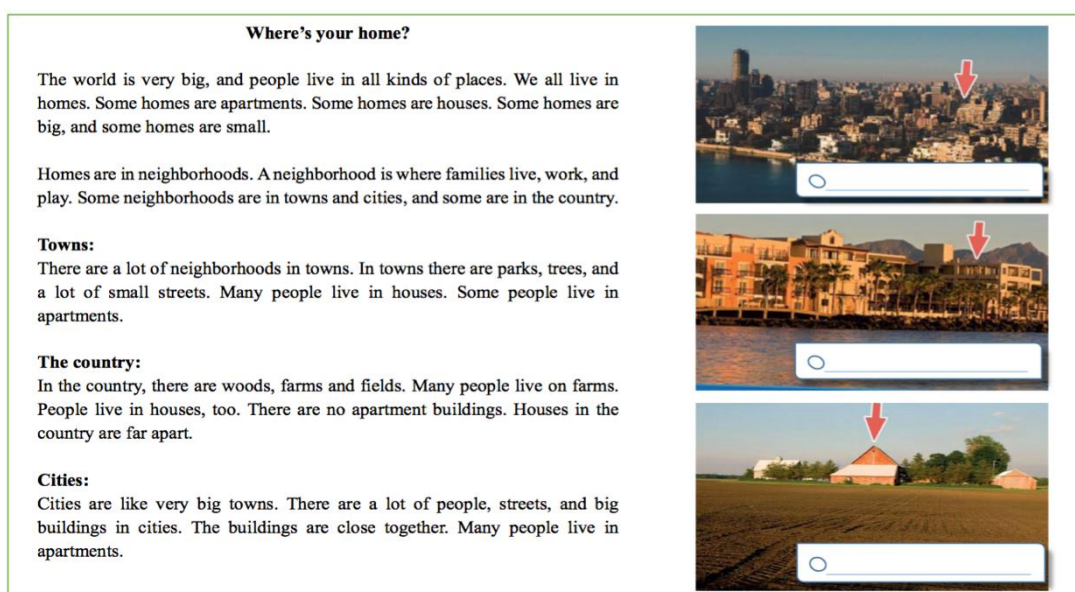 Where's your home?
The world is very big, and people live in all kinds of places. We all live in
homes. Some homes are apartments. Some homes are houses. Some homes are
big, and some homes are small.
Homes are in neighborhoods. A neighborhood is where families live, work, and
play. Some neighborhoods are in towns and cities, and some are in the country.
Towns:
There are a lot of neighborhoods in towns. In towns there are parks, trees, and
a lot of small streets. Many people live in houses. Some people live in
apartments.
The country:
In the country, there are woods, farms and fields. Many people live on farms.
People live in houses, too. There are no apartment buildings. Houses in the
country are far apart.
Cities:
Cities are like very big towns. There are a lot of people, streets, and big
buildings in cities. The buildings are close together. Many people live in
apartments.